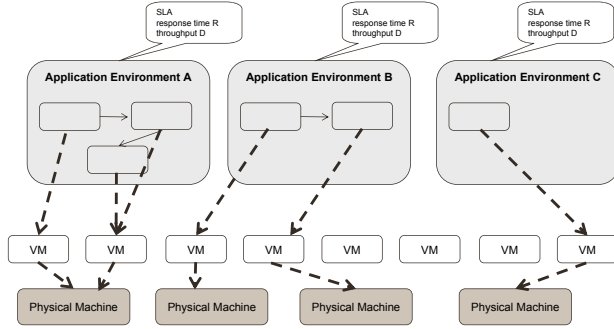 SLA
response time R
throughput D
SLA
response time R
throughput D
SLA
response time R
throughput D
Application Environment A
Application Environment B
Application Environment C
VM
VM
VM
VM
VM
VM
VM
VM
Physical Machine
Physical Machine
Physical Machine
Physical Machine